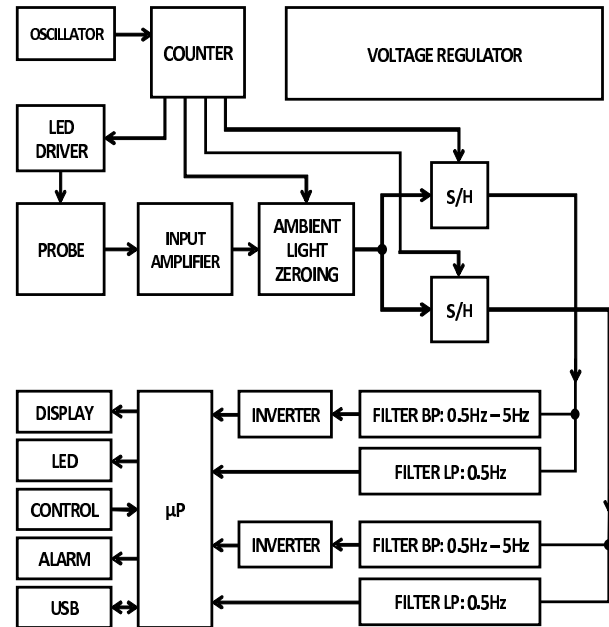 OSCILLATOR
COUNTER
VOLTAGE REGULATOR
LED
DRIVER
S/H
PROBE
INPUT
AMPLIFIER
AMBIENT
LIGHT
ZEROING
S/H
DISPLAY
INVERTER
FILTER BP: 0.5Hz – 5Hz
LED
FILTER LP: 0.5Hz
CONTROL
µP
INVERTER
FILTER BP: 0.5Hz – 5Hz
ALARM
USB
FILTER LP: 0.5Hz